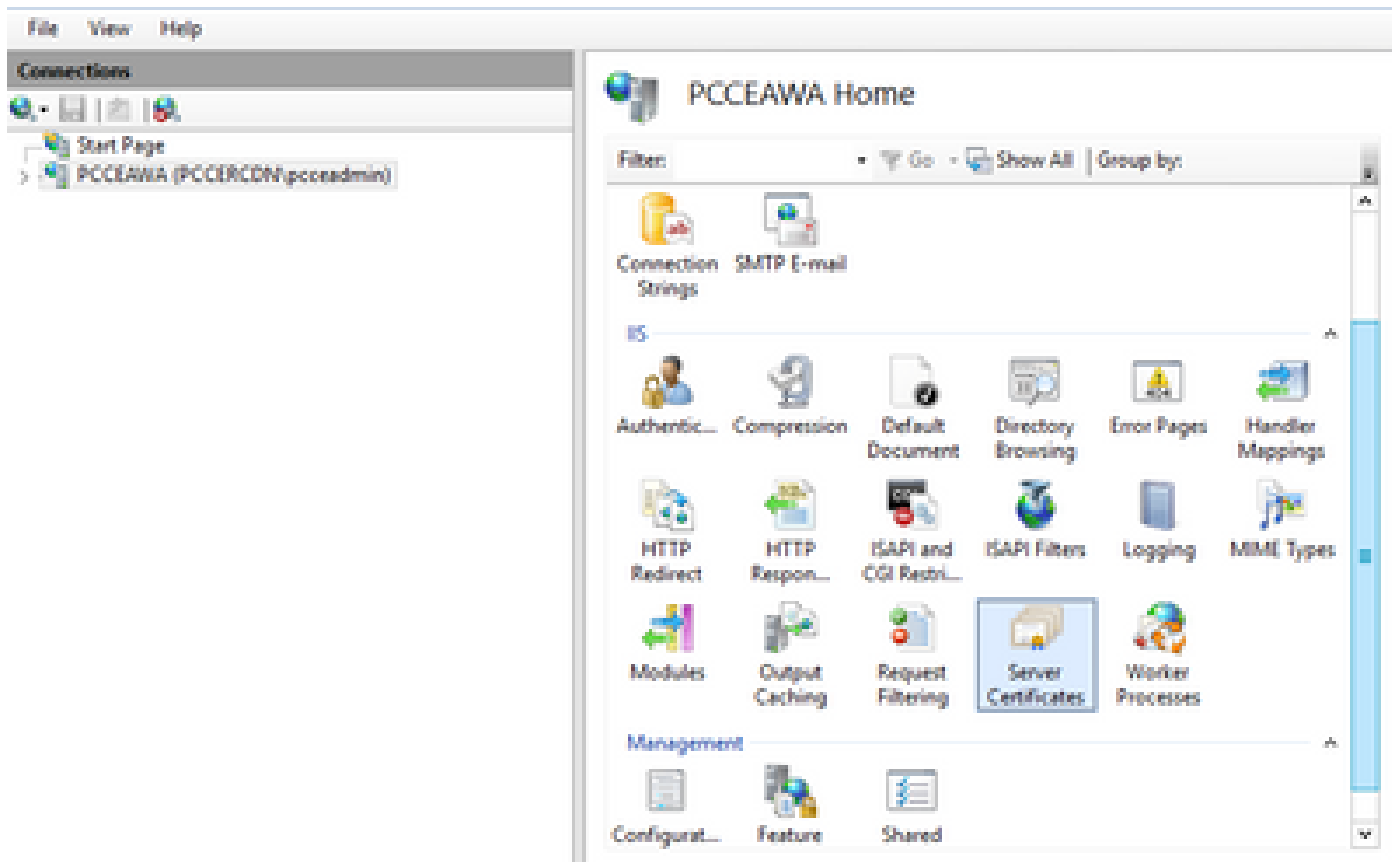 File View Help
Connections
Start Page
PCCEAWA (PCCERCDN\pcceadmin)
PCCEAWA Home
Filter: Go Show All Group by:
Connection Strings
SMTP E-mail
IIS
Authentic...
Compression
Default Document
Directory Browsing
Error Pages
Handler Mappings
HTTP Redirect
HTTP Respon...
ISAPI and CGI Restri...
ISAPI Filters
Logging
MIME Types
Modules
Output Caching
Request Filtering
Server Certificates
Worker Processes
Management
Configurat...
Feature
Shared